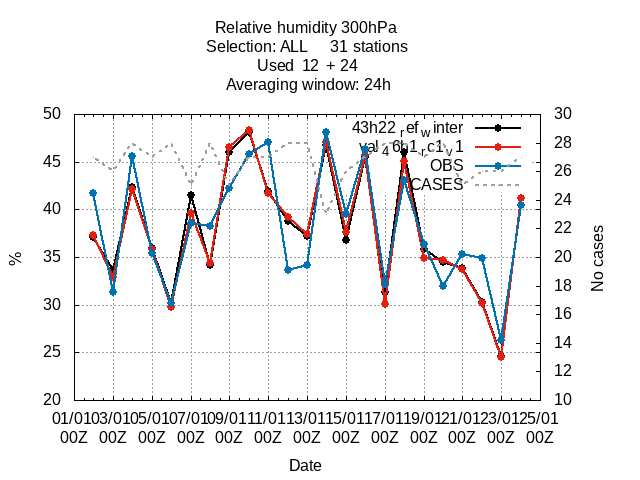 Relative humidity 300hPa
Selection: ALL 31 stations
Used 12 + 24
Averaging window: 24h
50 30
43h22ref winter
28
val46h1rc1v1
45 26
OBS
CASES
24
40
22
35 20
18
30
16
14
25
12
20 10
% No cases
01/01 03/01 05/01 07/01 09/01 11/01 13/01 15/01 17/01 19/01 21/01 23/01 25/01
00Z 00Z 00Z 00Z 00Z 00Z 00Z 00Z 00Z 00Z 00Z 00Z 00Z
Date